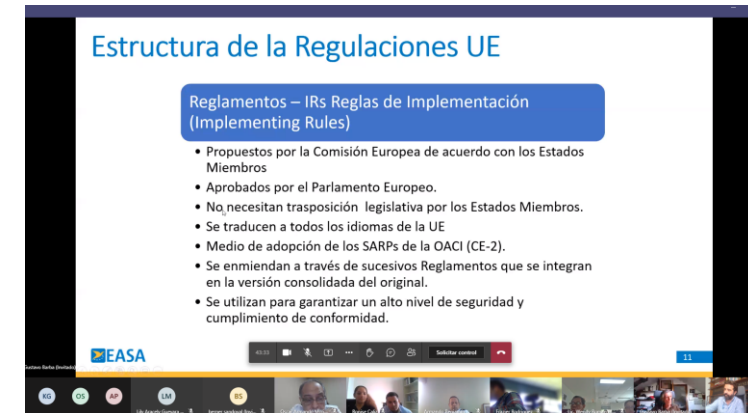 Estructura de la Regulaciones UE
Reglamentos – IRs Reglas de Implementación
(Implementing Rules)
• Propuestos por la Comisión Europea de acuerdo con los Estados
Miembros
• Aprobados por el Parlamento Europeo.
• No necesitan trasposición legislativa por los Estados Miembros.
• Se traducen a todos los idiomas de la UE
• Medio de adopción de los SARPs de la OACI (CE-2).
• Se enmiendan a través de sucesivos Reglamentos que se integran
en la versión consolidada del original.
• Se utilizan para garantizar un alto nivel de seguridad y
cumplimiento de conformidad.
EASA
Solicitar control
11
Gustavo Barba (Invitado)
KG
OS
AP
LM
BS